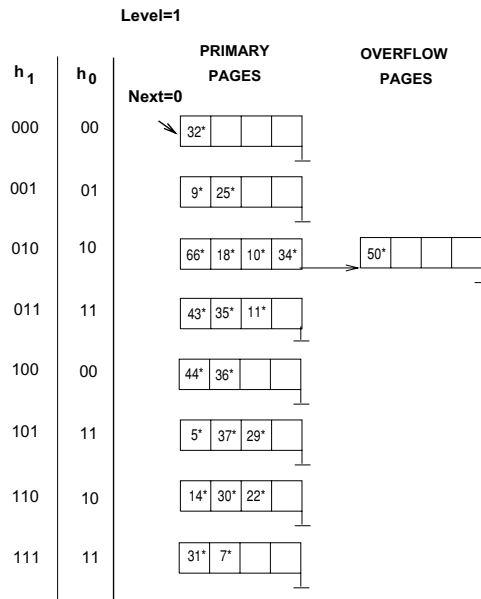 Level=1
h1 h0 PRIMARY PAGES OVERFLOW PAGES
Next=0
000 00 32*
001 01 9* 25*
010 10 66* 18* 10* 34* 50*
011 11 43* 35* 11*
100 00 44* 36*
101 11 5* 37* 29*
110 10 14* 30* 22*
111 11 31* 7*